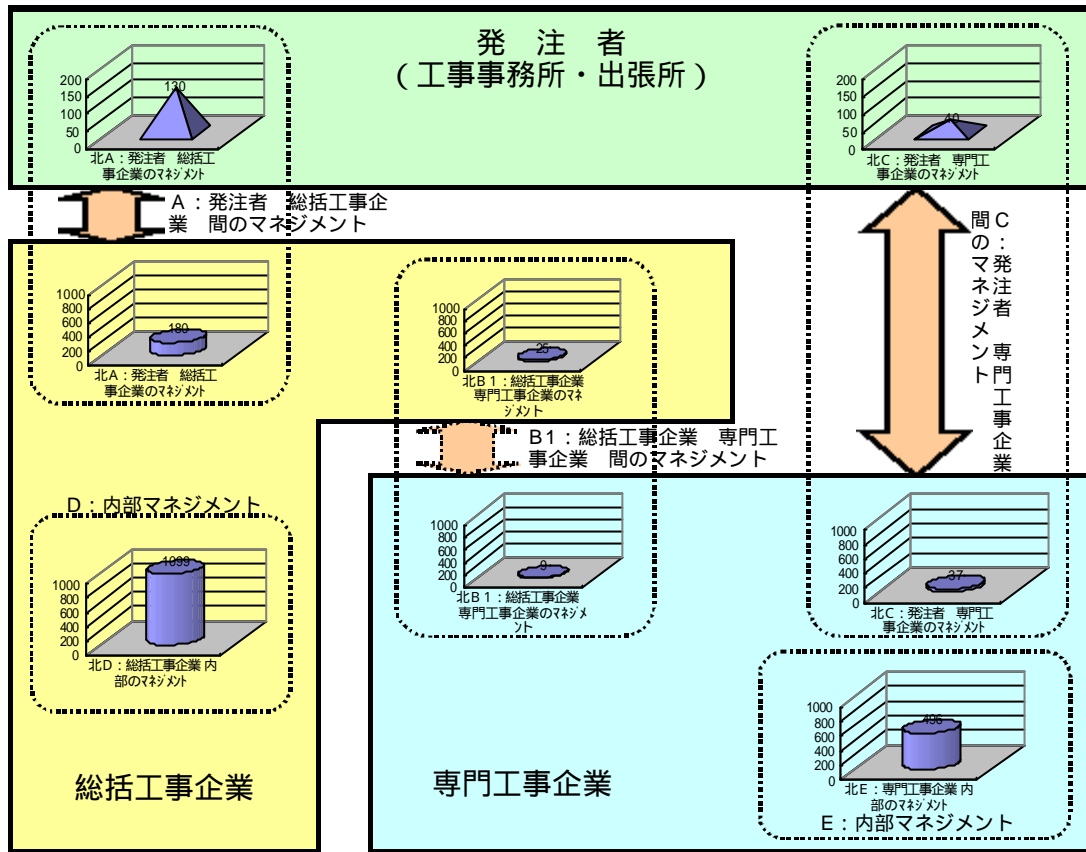 発　注　者
（工事事務所・出張所）
200
150
100
50
0
130
北A：発注者　総括工
事企業のマネジメント
200
150
100
50
0
40
北C：発注者　専門工
事企業のマネジメント
A：発注者　総括工事企
業　間のマネジメント
C：発注者　専門工事企業
間のマネジメント
1000
800
600
400
200
0
180
北A：発注者　総括工
事企業のマネジメント
1000
800
600
400
200
0
25
北B1：総括工事企業
専門工事企業のマネ
ジメント
B1：総括工事企業　専門工
事企業　間のマネジメント
D：内部マネジメント
1000
800
600
400
200
0
1099
北D：総括工事企業内
部のマネジメント
1000
800
600
400
200
0
9
北B1：総括工事企業
専門工事企業のマネジメ
ント
1000
800
600
400
200
0
37
北C：発注者　専門工
事企業のマネジメント
1000
800
600
400
200
0
496
北E：専門工事企業内
部のマネジメント
E：内部マネジメント
総括工事企業
専門工事企業